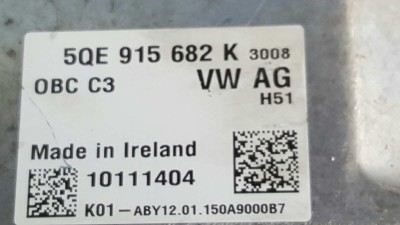 5QE 915 682 K 3008
OBC C3 VW AG
H51
Made in Ireland
10111404
K01-ABY12.01.150A9000B7